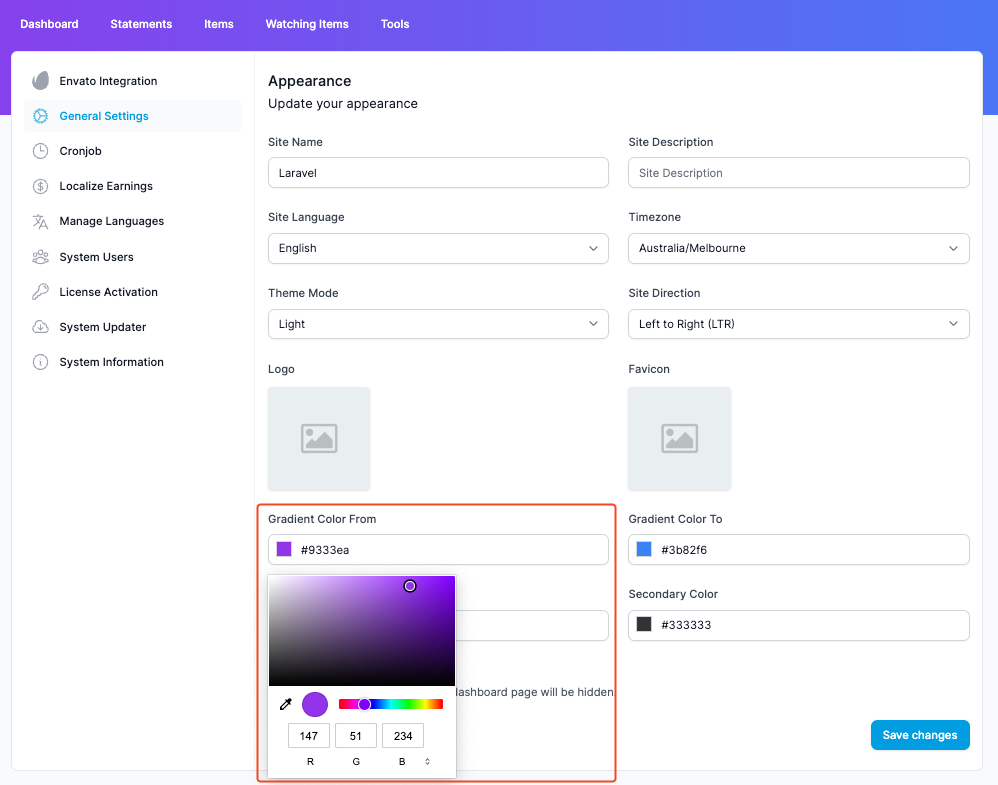 Dashboard Statements Items Watching Items Tools
Envato Integration
General Settings
Cronjob
Localize Earnings
Manage Languages
System Users
License Activation
System Updater
System Information
Appearance
Update your appearance
Site Name
Laravel
Site Description
Site Description
Site Language
English
Timezone
Australia/Melbourne
Theme Mode
Light
Site Direction
Left to Right (LTR)
Logo
Favicon
Gradient Color From
#9333ea
Gradient Color To
#3b82f6
Secondary Color
#333333
dashboard page will be hidden
147 51 234
R G B
Save changes